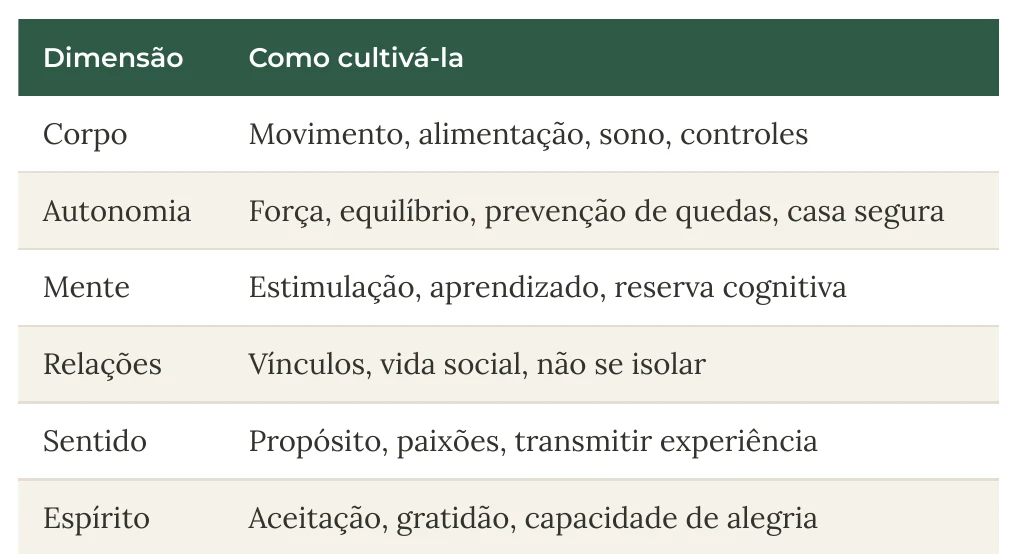 Dimensão Como cultivá-la
Corpo Movimento, alimentação, sono, controles
Autonomia Força, equilíbrio, prevenção de quedas, casa segura
Mente Estimulação, aprendizado, reserva cognitiva
Relações Vínculos, vida social, não se isolar
Sentido Propósito, paixões, transmitir experiência
Espírito Aceitação, gratidão, capacidade de alegria